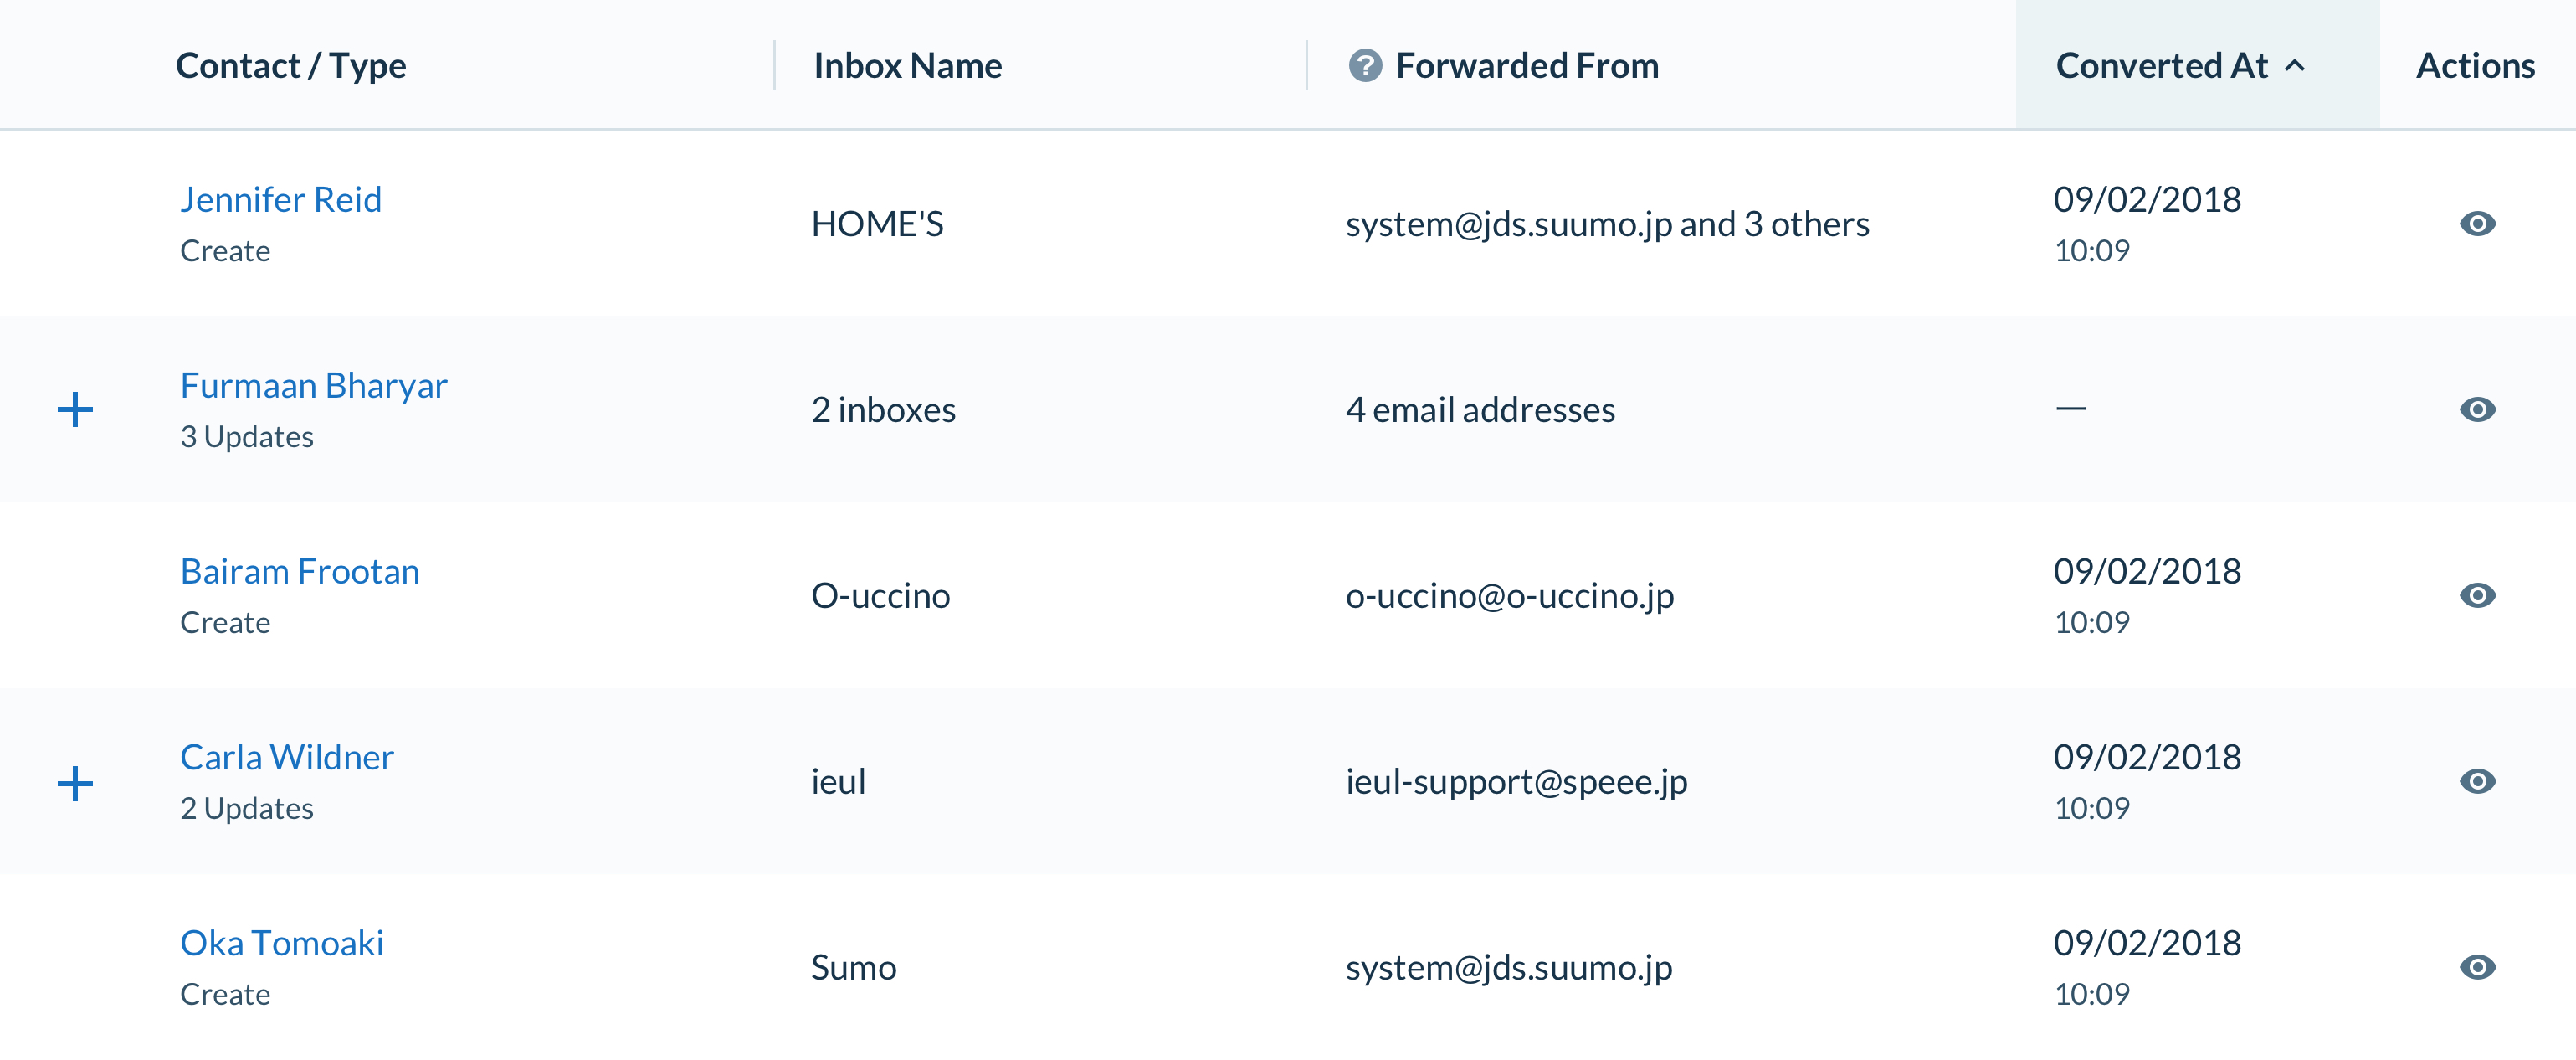 Contact / Type Inbox Name ? Forwarded From Converted At Actions
Jennifer Reid
Create
HOME'S
system@jds.suumo.jp and 3 others
09/02/2018
10:09
Furmaan Bharyar
3 Updates
2 inboxes
4 email addresses
—
Bairam Frootan
Create
O-uccino
o-uccino@o-uccino.jp
09/02/2018
10:09
Carla Wildner
2 Updates
ieul
ieul-support@speee.jp
09/02/2018
10:09
Oka Tomoaki
Create
Sumo
system@jds.suumo.jp
09/02/2018
10:09